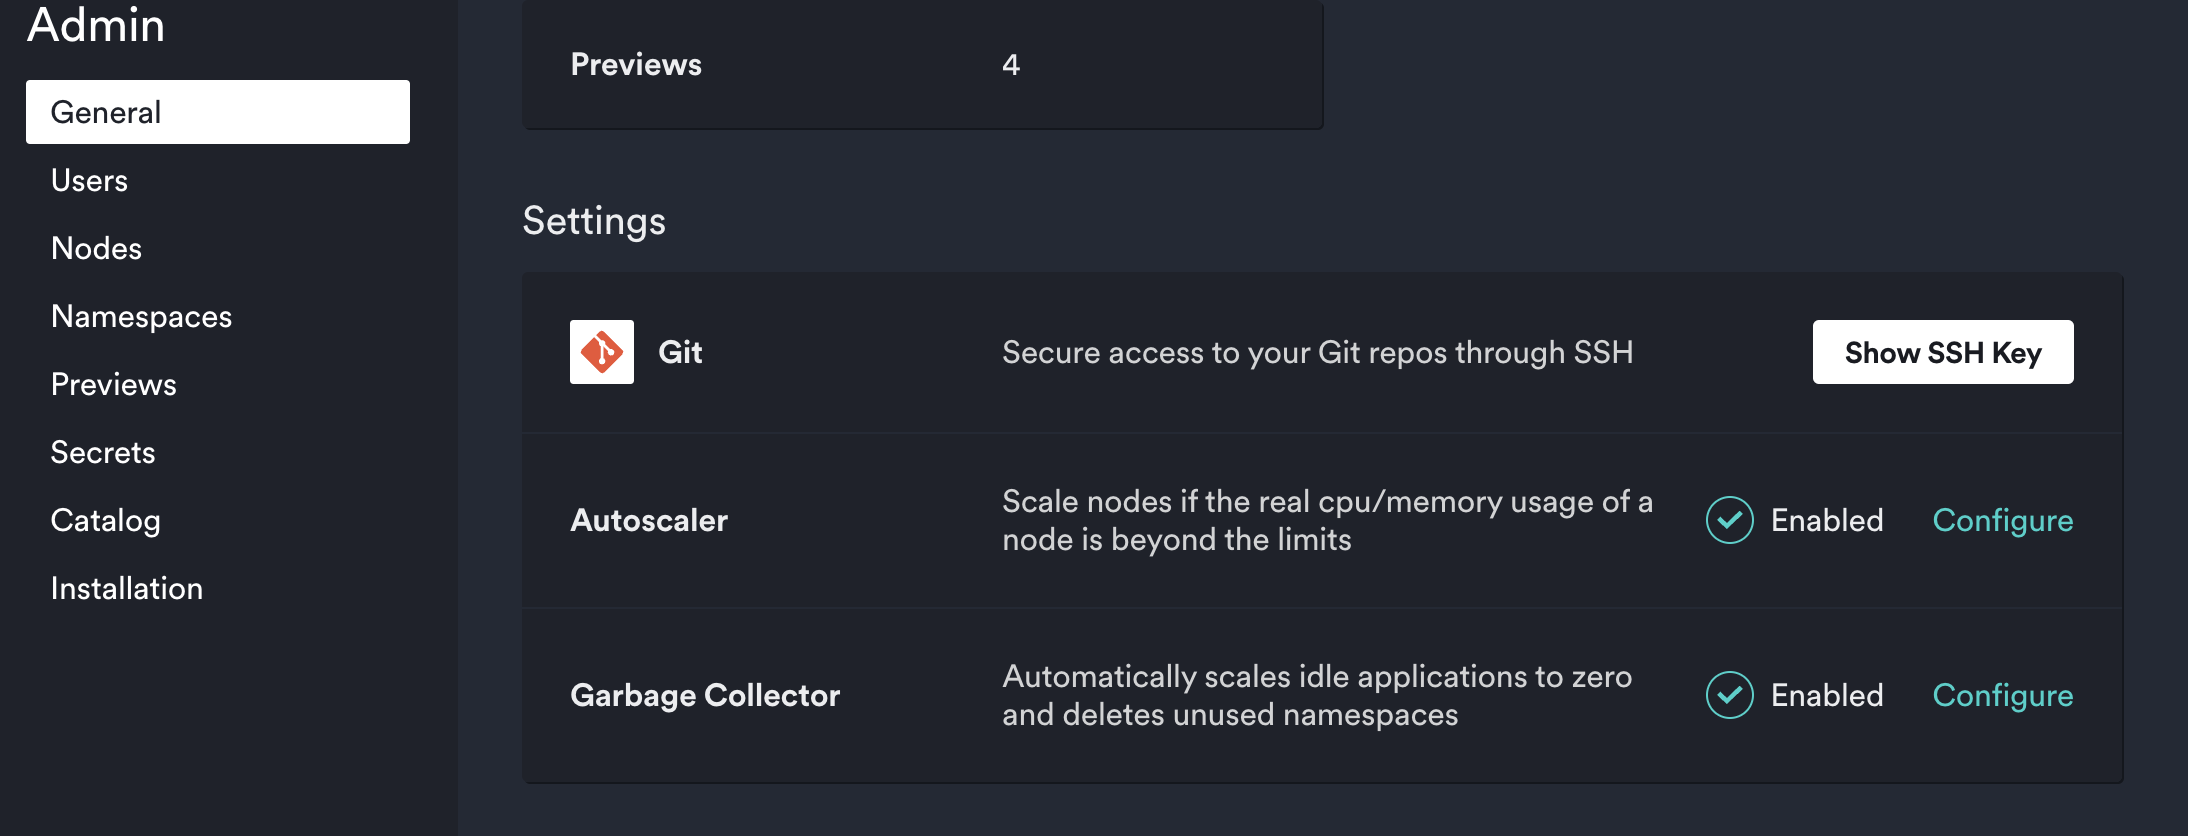 Admin
General
Users
Nodes
Namespaces
Previews
Secrets
Catalog
Installation
Previews 4
Settings
Git Secure access to your Git repos through SSH Show SSH Key
Autoscaler
Scale nodes if the real cpu/memory usage of a
node is beyond the limits
Enabled Configure
Garbage Collector
Automatically scales idle applications to zero
and deletes unused namespaces
Enabled Configure